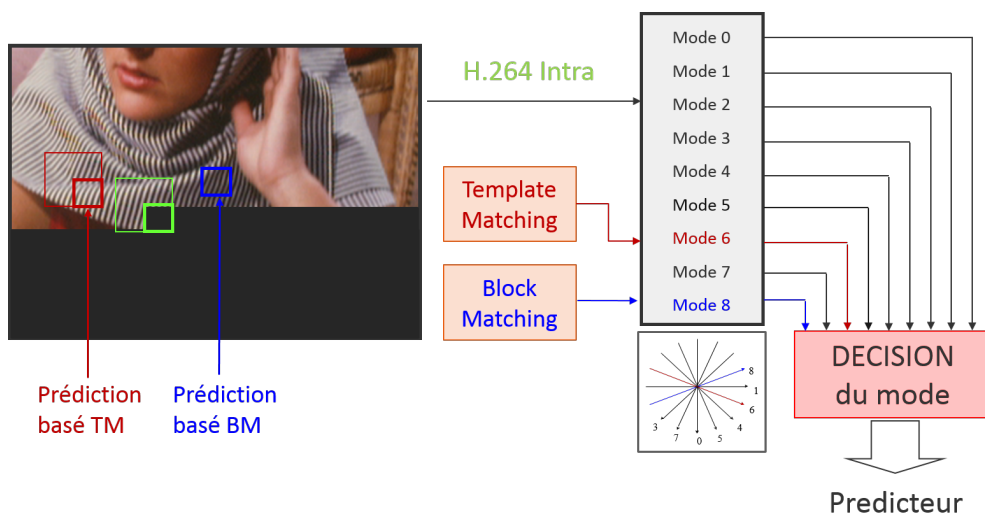 H.264 Intra
Template
Matching
Block
Matching
Mode 0
Mode 1
Mode 2
Mode 3
Mode 4
Mode 5
Mode 6
Mode 7
Mode 8
8
1
6
4
5
0
7
3
DECISION
du mode
Predicteur
Prédiction
basé TM
Prédiction
basé BM